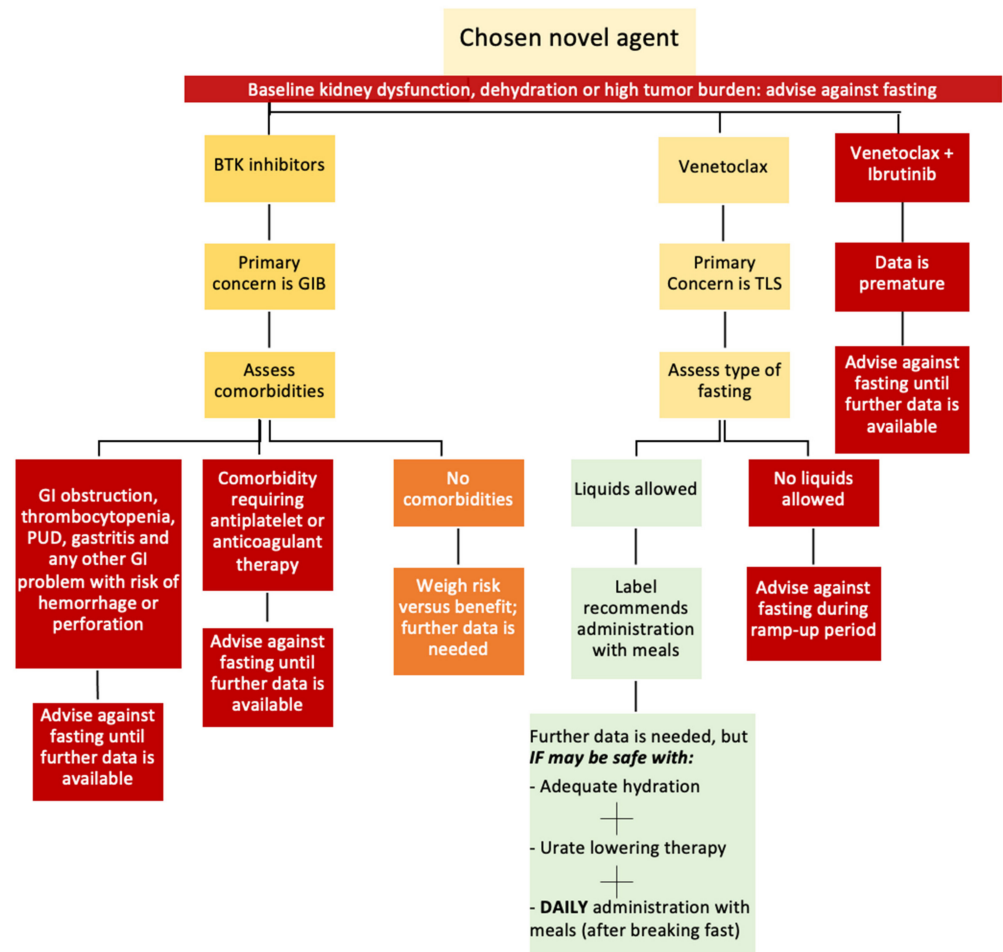 Chosen novel agent
Baseline kidney dysfunction, dehydration or high tumor burden: advise against fasting
BTK inhibitors
Primary
concern is GIB
Assess
comorbidities
GI obstruction,
thrombocytopenia,
PUD, gastritis and
any other GI
problem with risk of
hemorrhage or
perforation
Advise against
fasting until
further data is
available
Comorbidity
requiring
antiplatelet or
anticoagulant
therapy
Advise against
fasting until
further data is
available
No
comorbidities
Weigh risk
versus benefit;
further data is
needed
Venetoclax
Primary
Concern is TLS
Assess type of
fasting
Liquids allowed
Label
recommends
administration
with meals
Further data is needed, but
IF may be safe with:
- Adequate hydration
- Urate lowering therapy
- DAILY administration with
meals (after breaking fast)
No liquids
allowed
Advise against
fasting during
ramp-up period
Venetoclax +
Ibrutinib
Data is
premature
Advise against
fasting until
further data is
available